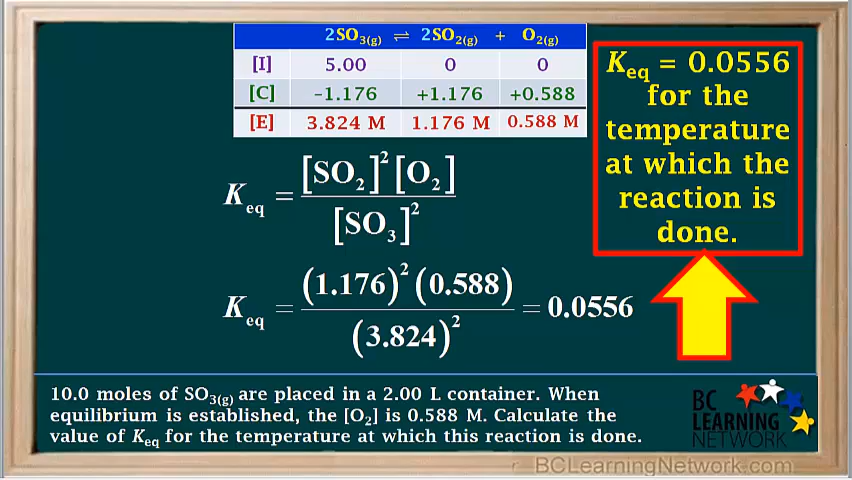 2SO₃(g) ⇌ 2SO₂(g) + O₂(g)
[I] 5.00 0 0
[C] –1.176 +1.176 +0.588
[E] 3.824 M 1.176 M 0.588 M
Keq = [SO₂]² [O₂] / [SO₃]²
Keq = (1.176)² (0.588) / (3.824)² = 0.0556
Keq = 0.0556
for the
temperature
at which the
reaction is
done.
10.0 moles of SO₃(g) are placed in a 2.00 L container. When
equilibrium is established, the [O₂] is 0.588 M. Calculate the
value of Keq for the temperature at which this reaction is done.
BC
LEARNING
NETWORK
BCLearningNetwork.com